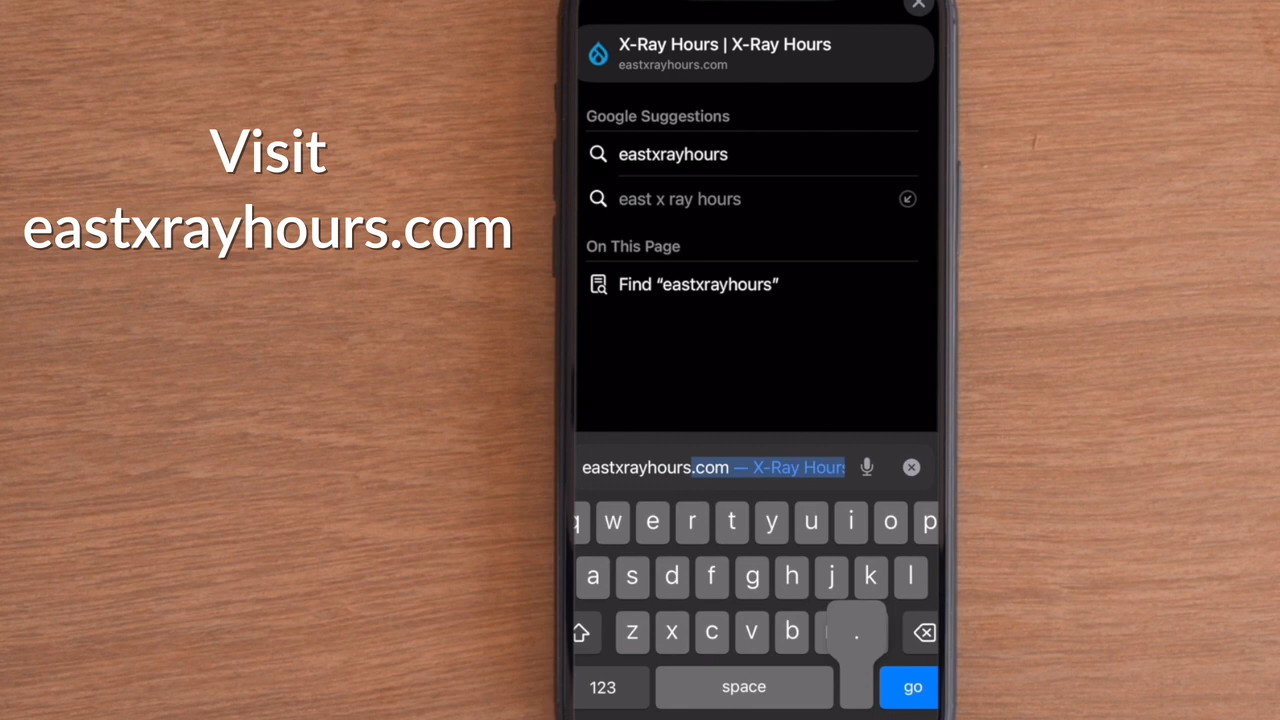 Visit
eastxrayhours.com
X-Ray Hours | X-Ray Hours
eastxrayhours.com
Google Suggestions
eastxrayhours
east x ray hours
On This Page
Find “eastxrayhours”
eastxrayhours.com — X-Ray Hours
q w e r t y u i o p
a s d f g h j k l
z x c v b .
123 space go